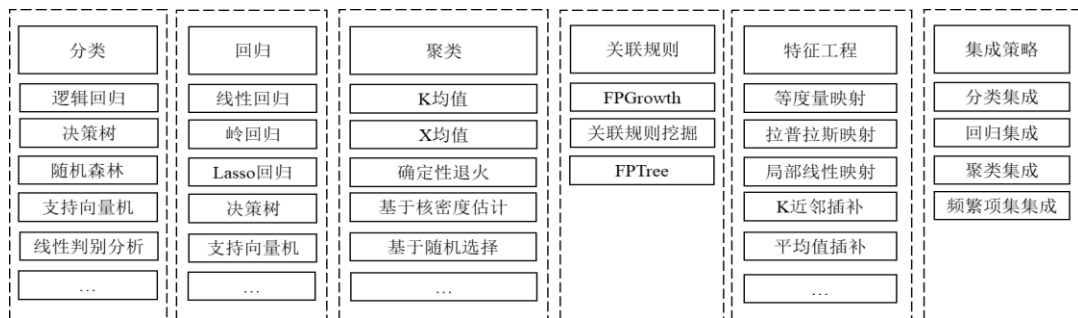 分类
逻辑回归
决策树
随机森林
支持向量机
线性判别分析
…
回归
线性回归
岭回归
Lasso回归
决策树
支持向量机
…
聚类
K均值
X均值
确定性退火
基于核密度估计
基于随机选择
…
关联规则
FPGrowth
关联规则挖掘
FPTree
特征工程
等度量映射
拉普拉斯映射
局部线性映射
K近邻插补
平均值插补
…
集成策略
分类集成
回归集成
聚类集成
频繁项集集成